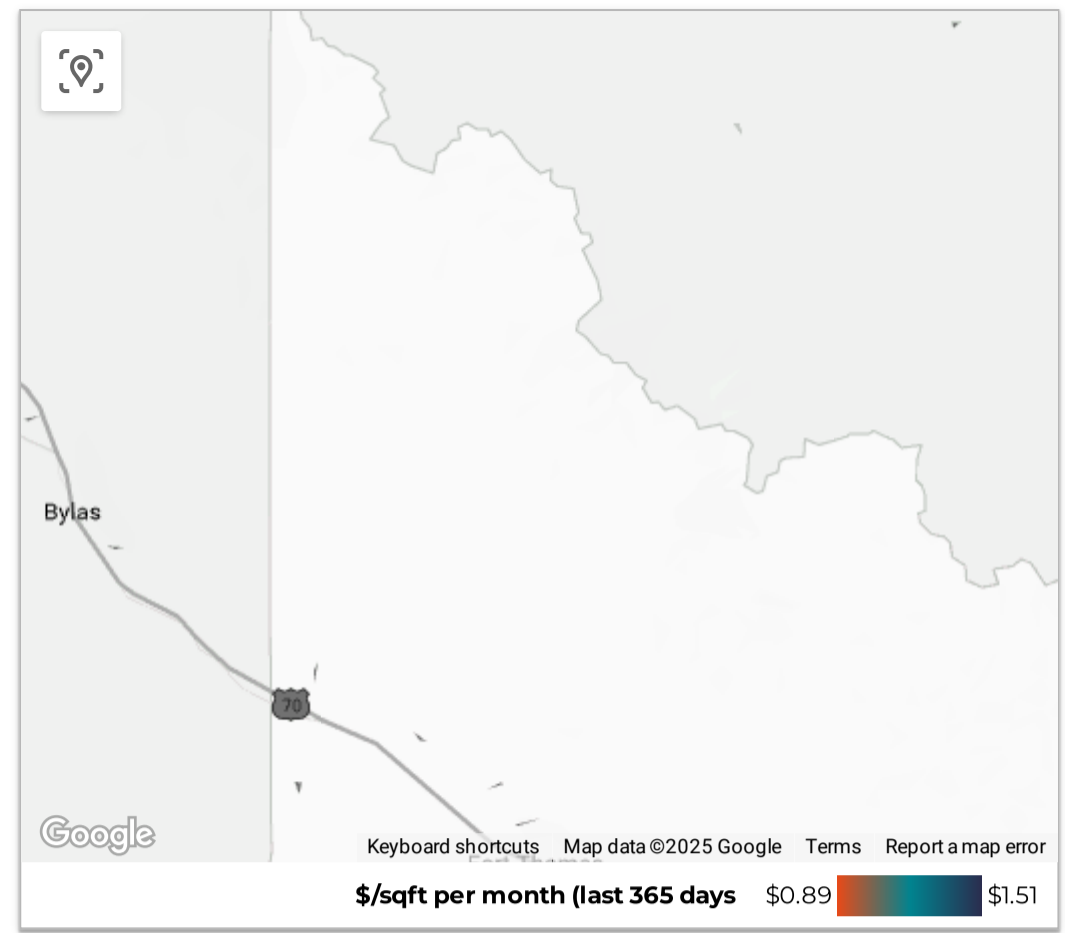 Bylas
70
Google
Keyboard shortcuts Map data ©2025 Google Terms Report a map error
$/sqft per month (last 365 days $0.89 $1.51